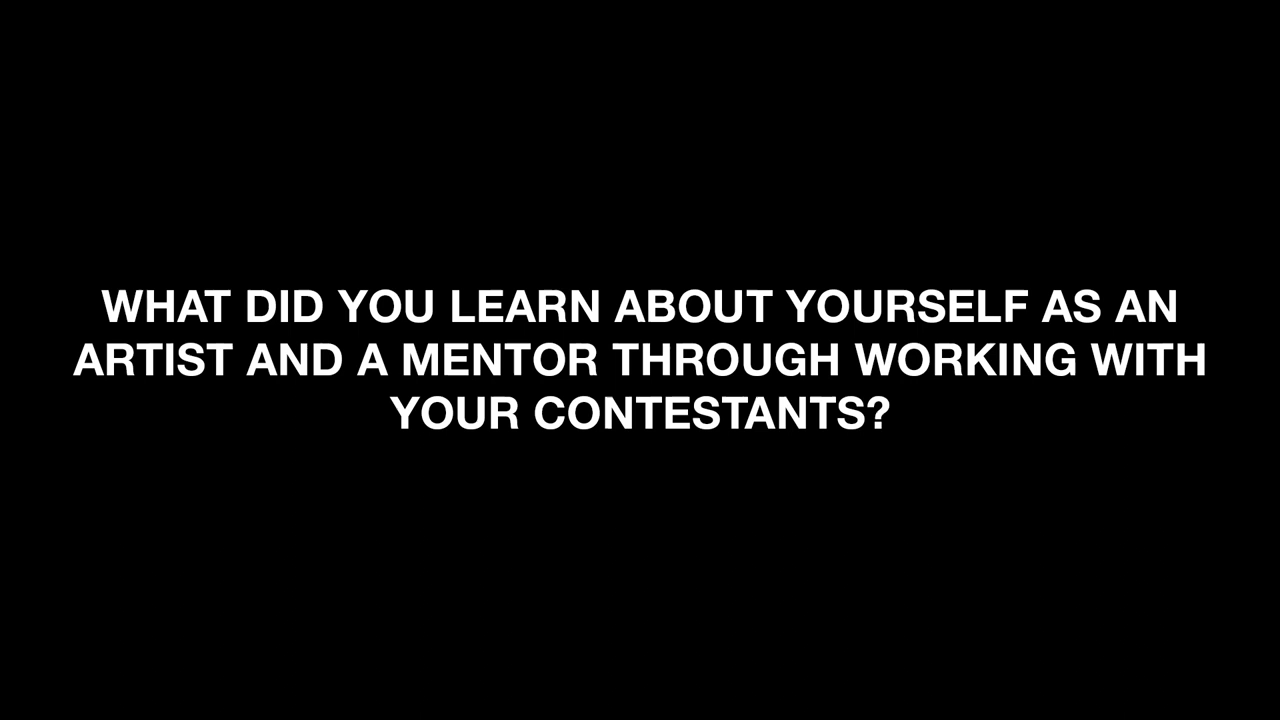 WHAT DID YOU LEARN ABOUT YOURSELF AS AN
ARTIST AND A MENTOR THROUGH WORKING WITH
YOUR CONTESTANTS?